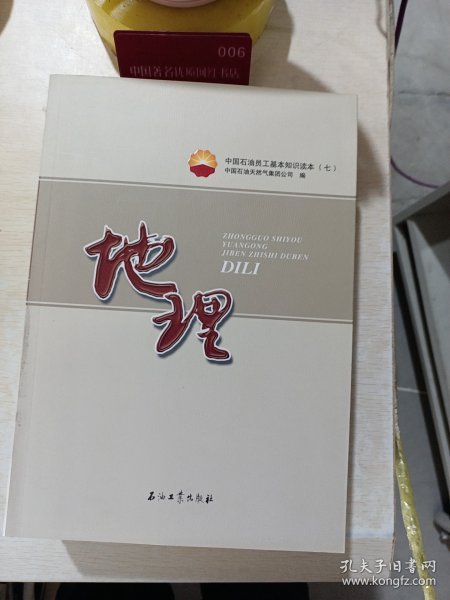 006
中国石油员工基本知识读本（七）
中国石油天然气集团公司 编
ZHONGGUO SHIYOU
YUANGONG
JIBEN ZHISHI DUBEN
DILI
地理
石油工业出版社
孔夫子旧书网
www.kongfz.com